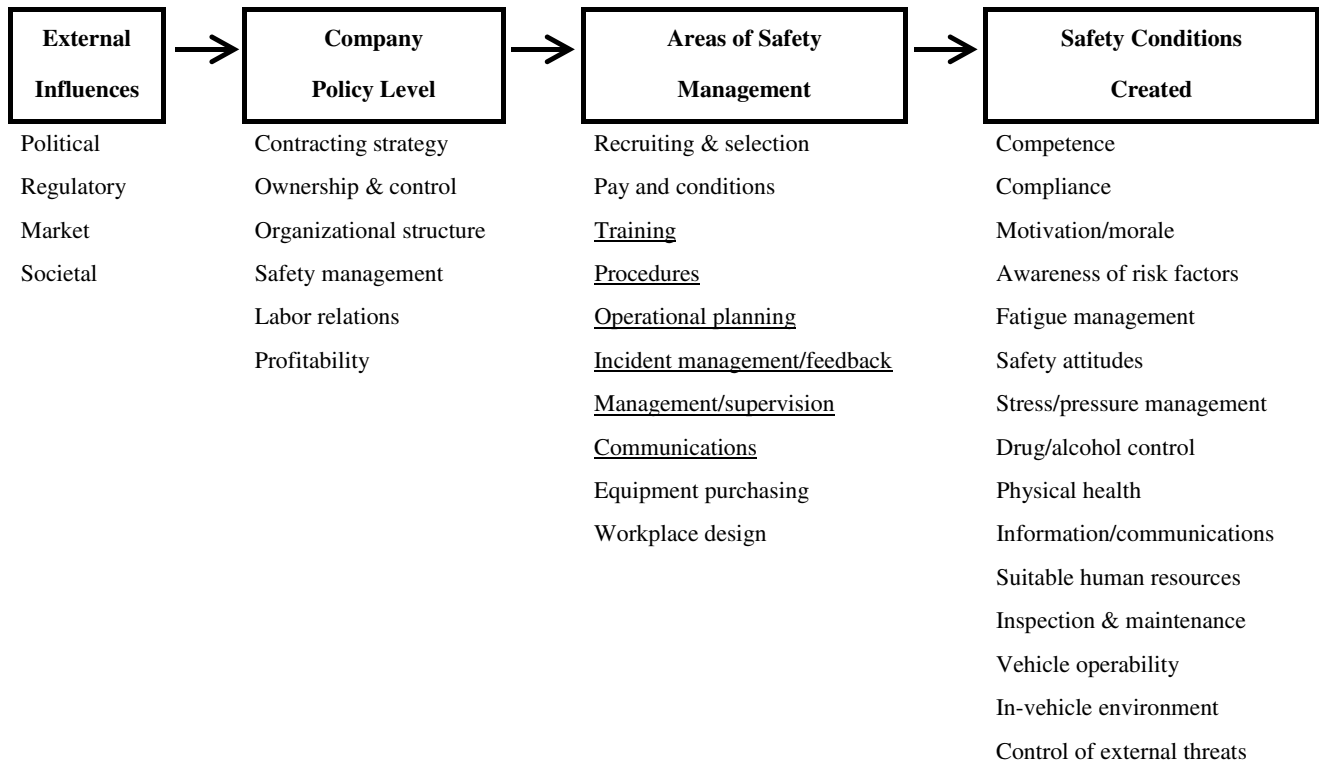 External
Influences
Political
Regulatory
Market
Societal
Company
Policy Level
Contracting strategy
Ownership & control
Organizational structure
Safety management
Labor relations
Profitability
Areas of Safety
Management
Recruiting & selection
Pay and conditions
Training
Procedures
Operational planning
Incident management/feedback
Management/supervision
Communications
Equipment purchasing
Workplace design
Safety Conditions
Created
Competence
Compliance
Motivation/morale
Awareness of risk factors
Fatigue management
Safety attitudes
Stress/pressure management
Drug/alcohol control
Physical health
Information/communications
Suitable human resources
Inspection & maintenance
Vehicle operability
In-vehicle environment
Control of external threats